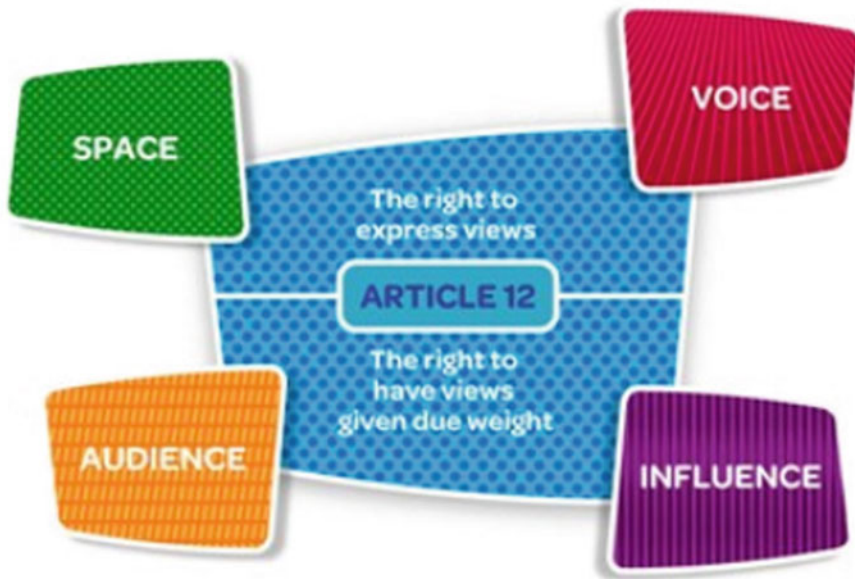 SPACE
VOICE
The right to
express views
ARTICLE 12
The right to
have views
given due weight
AUDIENCE
INFLUENCE